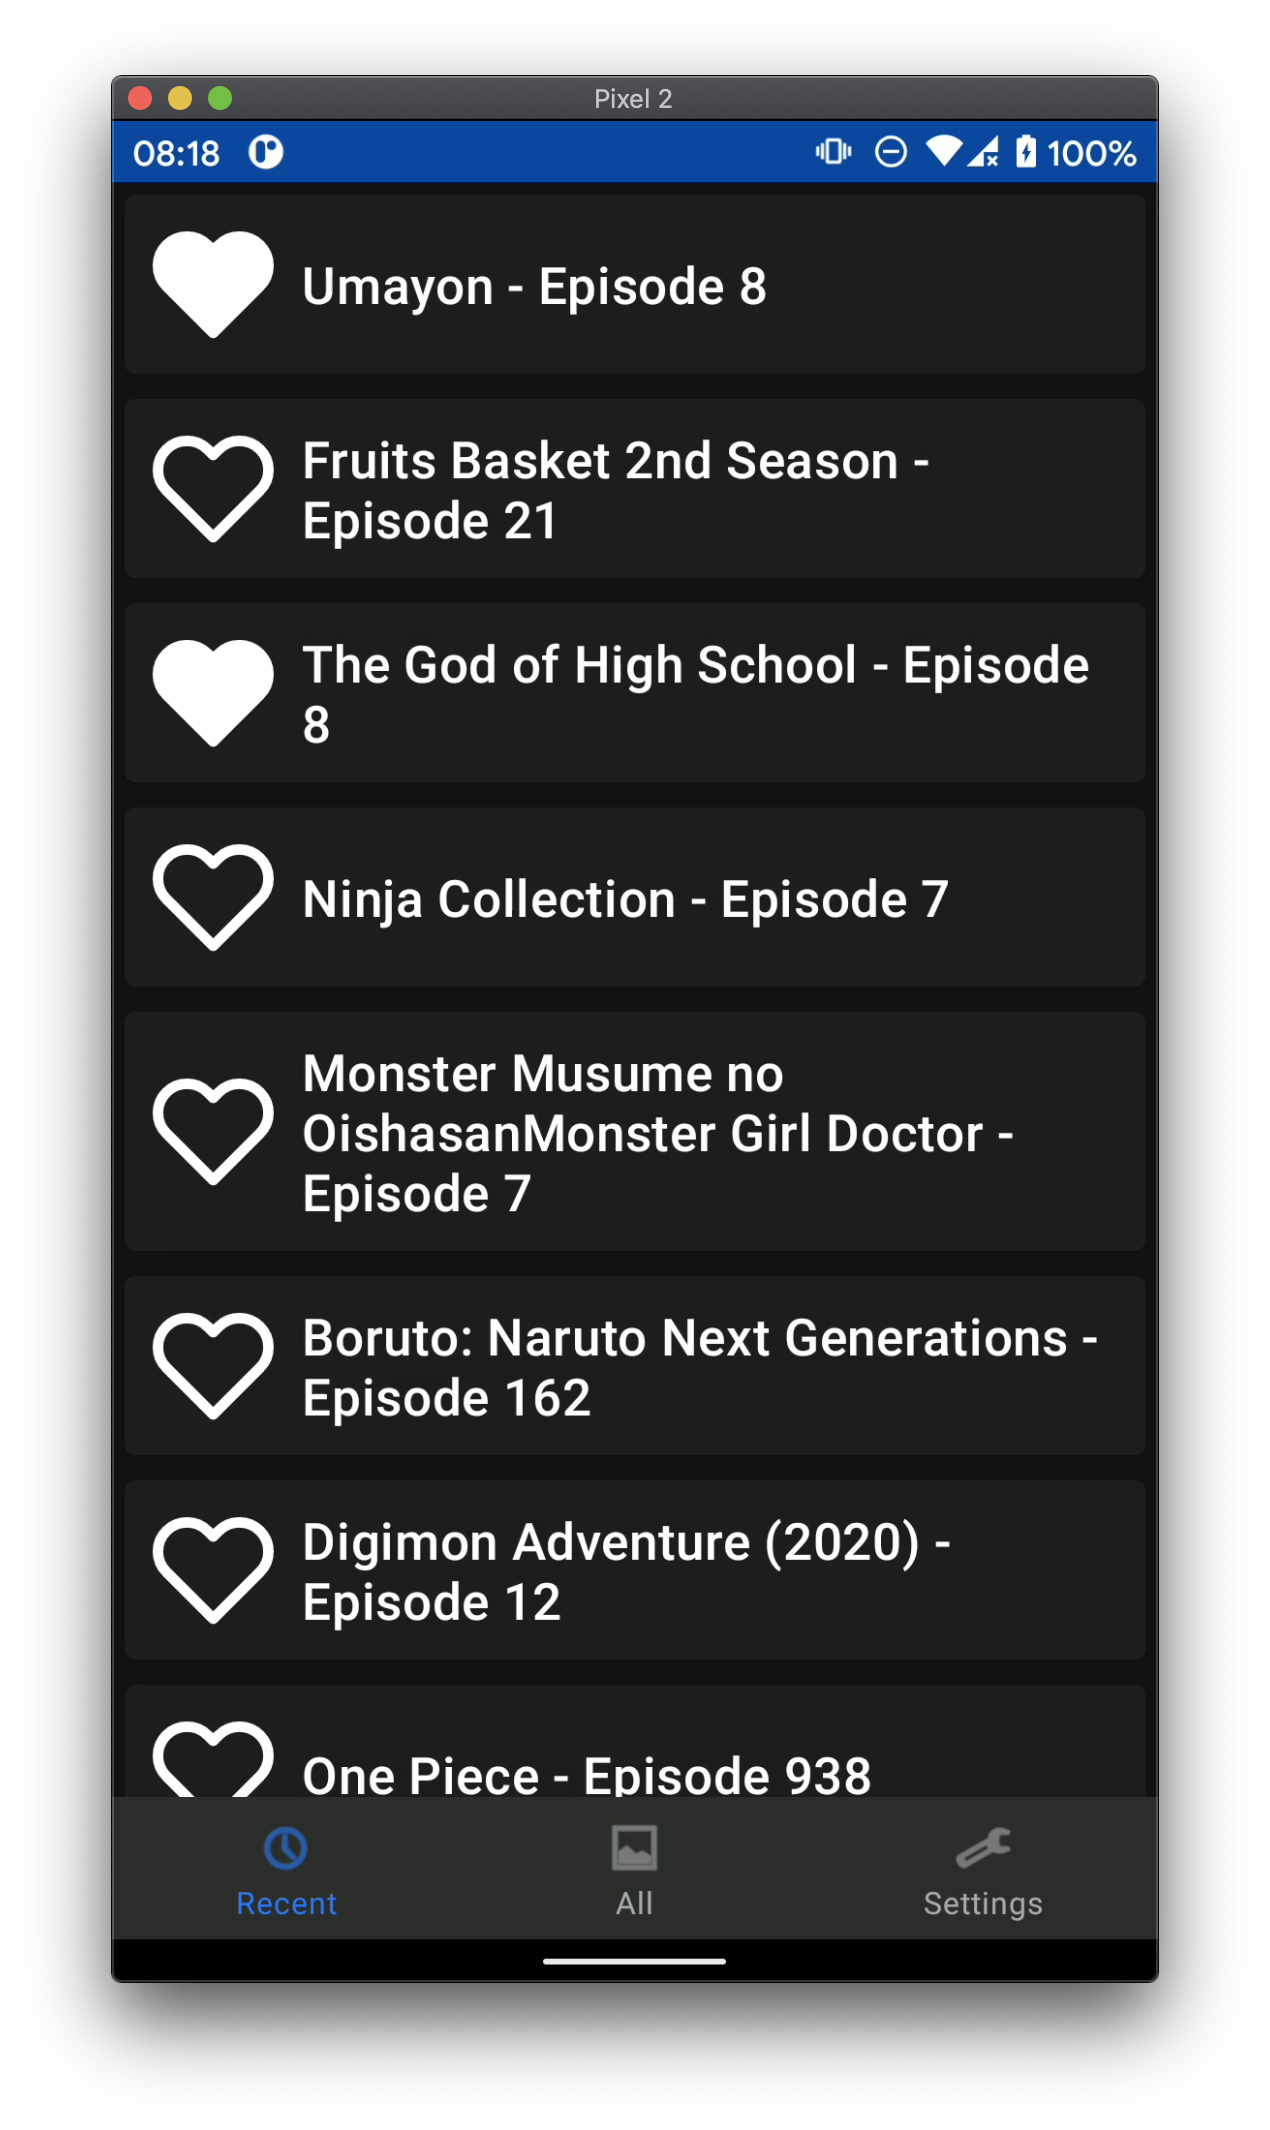 Pixel 2
08:18
100%
Umayon - Episode 8
Fruits Basket 2nd Season -
Episode 21
The God of High School - Episode
8
Ninja Collection - Episode 7
Monster Musume no
OishasanMonster Girl Doctor -
Episode 7
Boruto: Naruto Next Generations -
Episode 162
Digimon Adventure (2020) -
Episode 12
One Piece - Episode 938
Recent
All
Settings